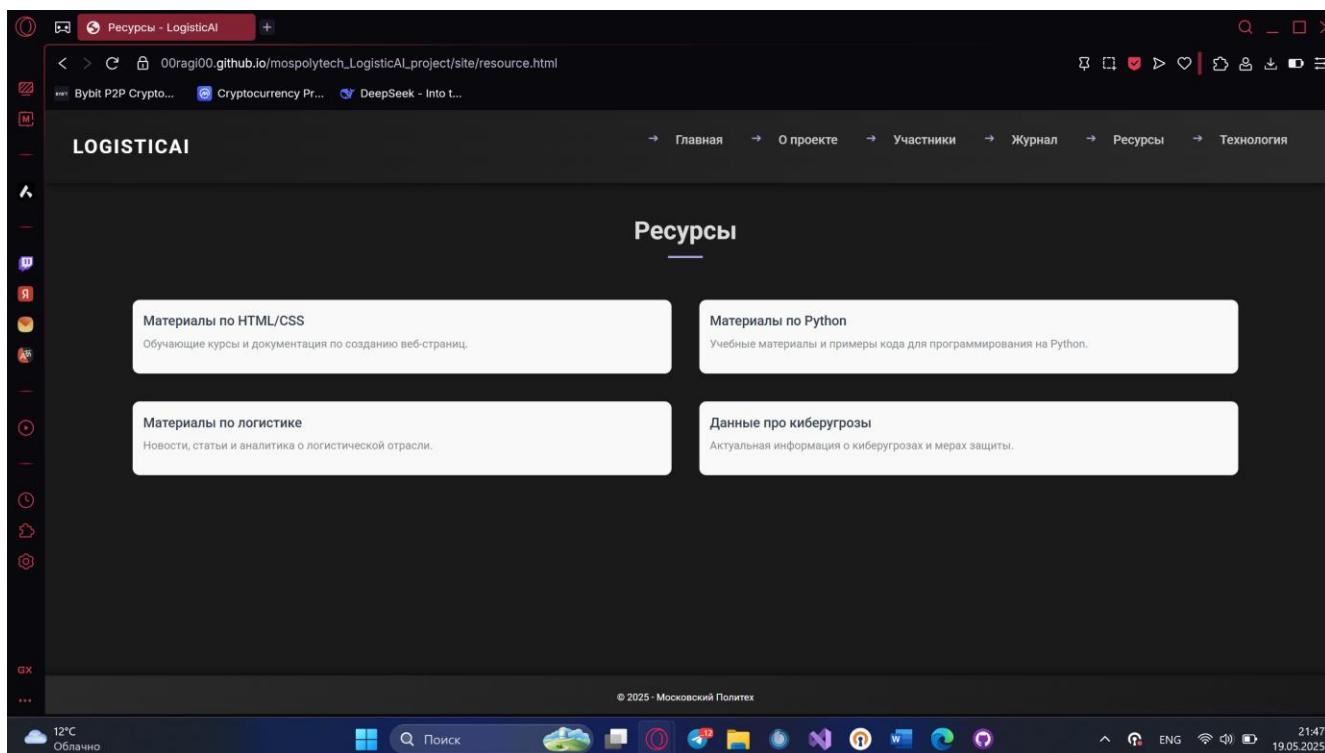 Ресурсы - LogisticAI
00ragi00.github.io/mospolytech_LogisticAI_project/site/resource.html
Bybit P2P Crypto... Cryptocurrency Pr... DeepSeek - Into t...
LOGISTICAI
→ Главная → О проекте → Участники → Журнал → Ресурсы → Технология
Ресурсы
Материалы по HTML/CSS
Обучающие курсы и документация по созданию веб-страниц.
Материалы по Python
Учебные материалы и примеры кода для программирования на Python.
Материалы по логистике
Новости, статьи и аналитика о логистической отрасли.
Данные про киберугрозы
Актуальная информация о киберугрозах и мерах защиты.
GX
© 2025 - Московский Политех
12°C
Облачно
Поиск
ENG
21:47
19.05.2025